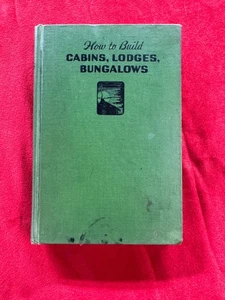 How to Build
CABINS, LODGES,
BUNGALOWS